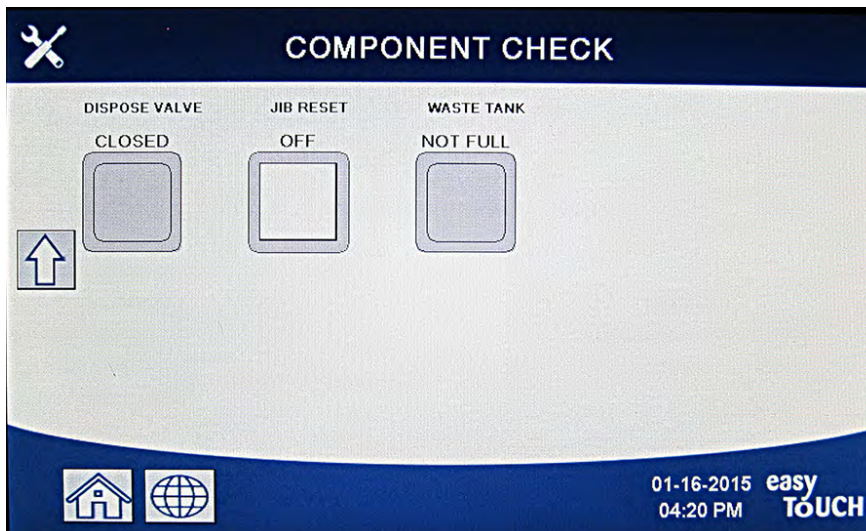 COMPONENT CHECK
DISPOSE VALVE JIB RESET WASTE TANK
CLOSED OFF NOT FULL
01-16-2015 easy
04:20 PM ToUCH